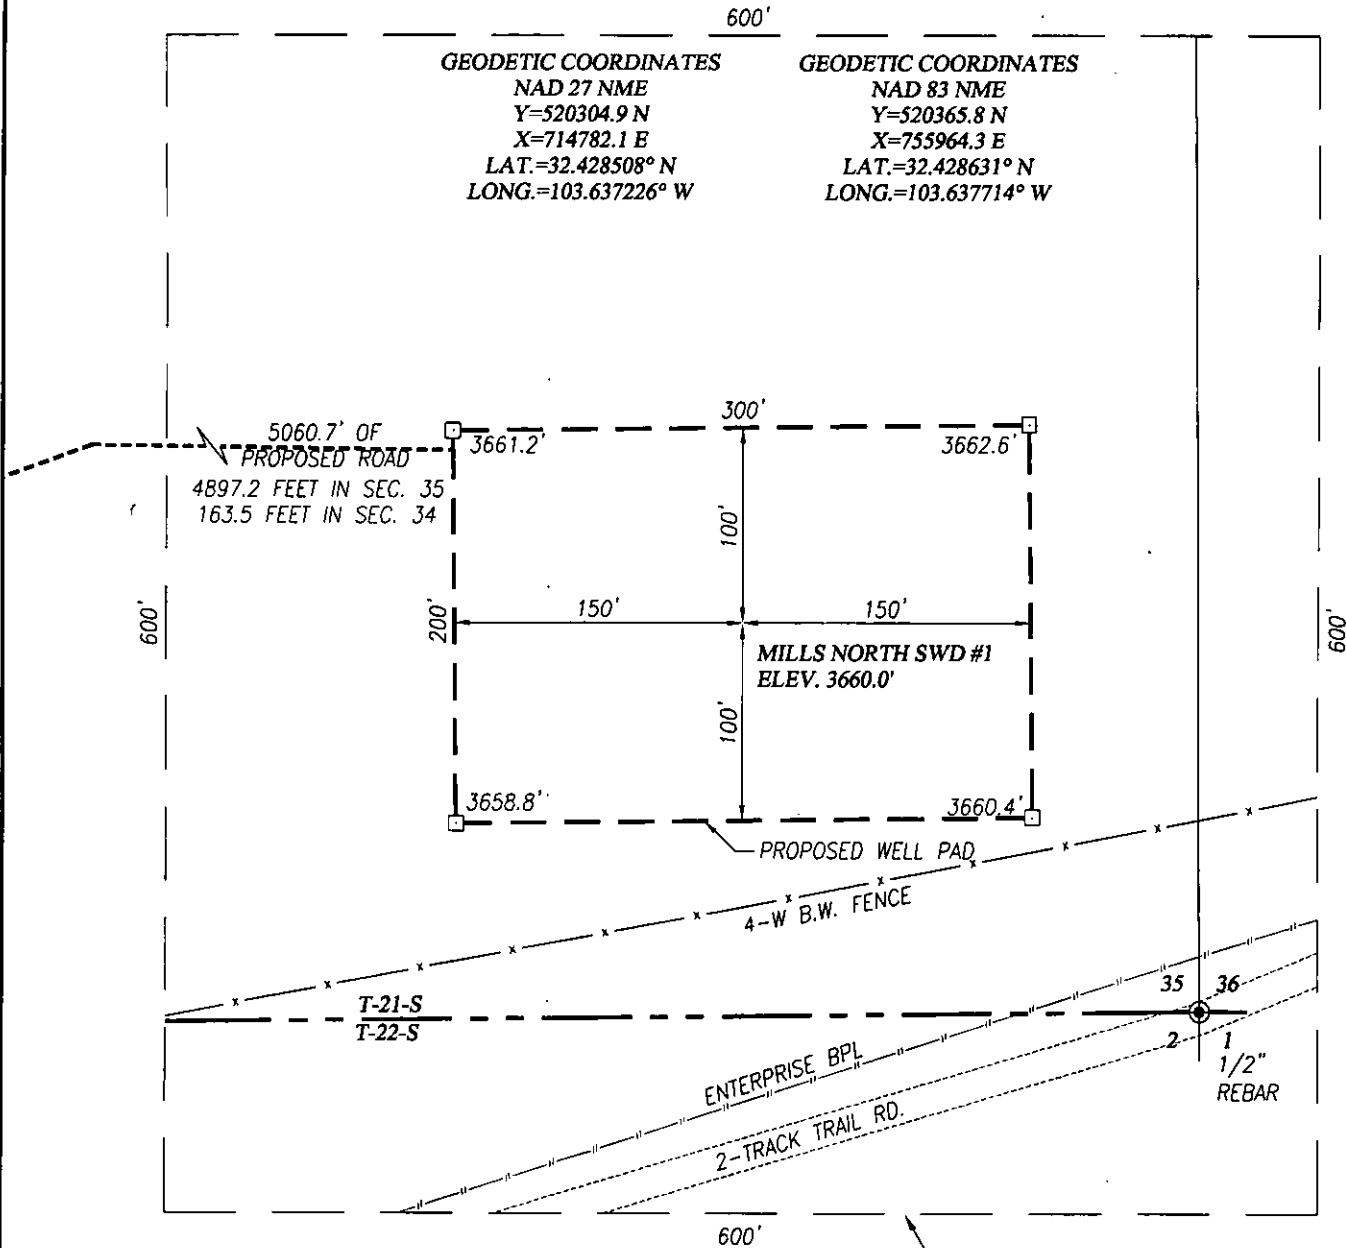 600'
GEODETIC COORDINATES
NAD 27 NME
Y=520304.9 N
X=714782.1 E
LAT.=32.428508° N
LONG.=103.637226° W
GEODETIC COORDINATES
NAD 83 NME
Y=520365.8 N
X=755964.3 E
LAT.=32.428631° N
LONG.=103.637714° W
5060.7' OF
PROPOSED ROAD
4897.2 FEET IN SEC. 35
163.5 FEET IN SEC. 34
300'
3661.2'
3662.6'
100'
600'
200'
150'
150'
600'
MILLS NORTH SWD #1
ELEV. 3660.0'
100'
3658.8'
3660.4'
PROPOSED WELL PAD
4-W B.W. FENCE
T-21-S
T-22-S
35 36
2 1
1/2"
REBAR
ENTERPRISE BPL
2-TRACK TRAIL RD.
600'